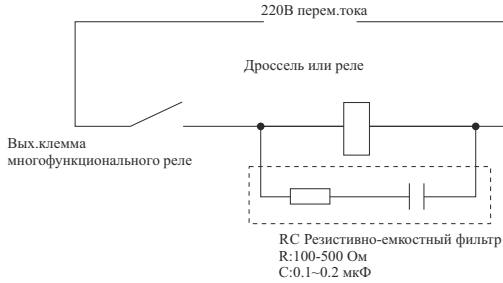 220В перем.тока
Дроссель или реле
Вых.клемма
многофункционального реле
RC Резистивно-емкостный фильтр
R:100-500 Ом
C:0.1~0.2 мкФ